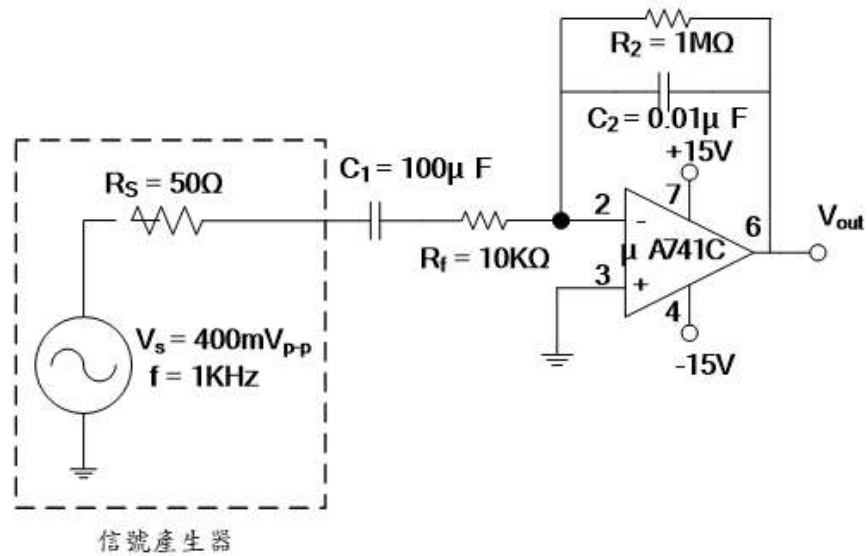 R₂ = 1MΩ
C₂ = 0.01μ F
+15V
R_S = 50Ω
C₁ = 100μ F
7
2
-
6
V_out
R_f = 10KΩ
μ A741C
3
+
4
V_s = 400mV_p-p
f = 1KHz
-15V
信號產生器